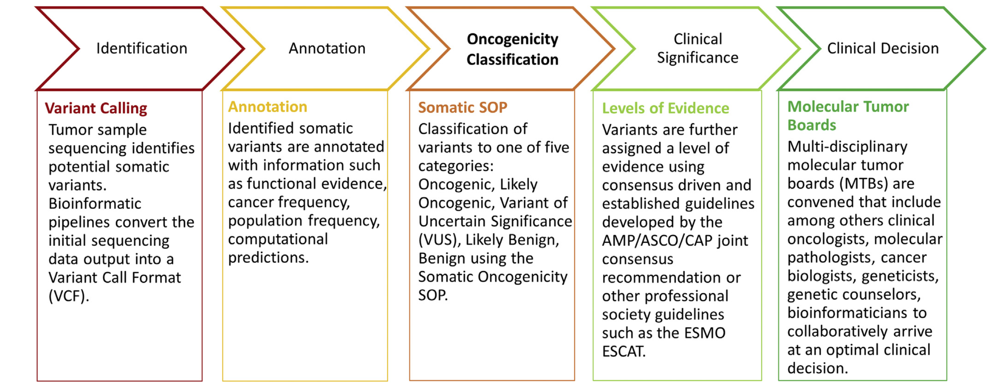 Identification
Annotation
Oncogenicity
Classification
Clinical
Significance
Clinical Decision
Variant Calling
Tumor sample
sequencing identifies
potential somatic
variants.
Bioinformatic
pipelines convert the
initial sequencing
data output into a
Variant Call Format
(VCF).
Annotation
Identified somatic
variants are annotated
with information such
as functional evidence,
cancer frequency,
population frequency,
computational
predictions.
Somatic SOP
Classification of
variants to one of five
categories:
Oncogenic, Likely
Oncogenic, Variant of
Uncertain Significance
(VUS), Likely Benign,
Benign using the
Somatic Oncogenicity
SOP.
Levels of Evidence
Variants are further
assigned a level of
evidence using
consensus driven and
established guidelines
developed by the
AMP/ASCO/CAP joint
consensus
recommendation or
other professional
society guidelines
such as the ESMO
ESCAT.
Molecular Tumor
Boards
Multi-disciplinary
molecular tumor
boards (MTBs) are
convened that include
among others clinical
oncologists, molecular
pathologists, cancer
biologists, geneticists,
genetic counselors,
bioinformaticians to
collaboratively arrive
at an optimal clinical
decision.